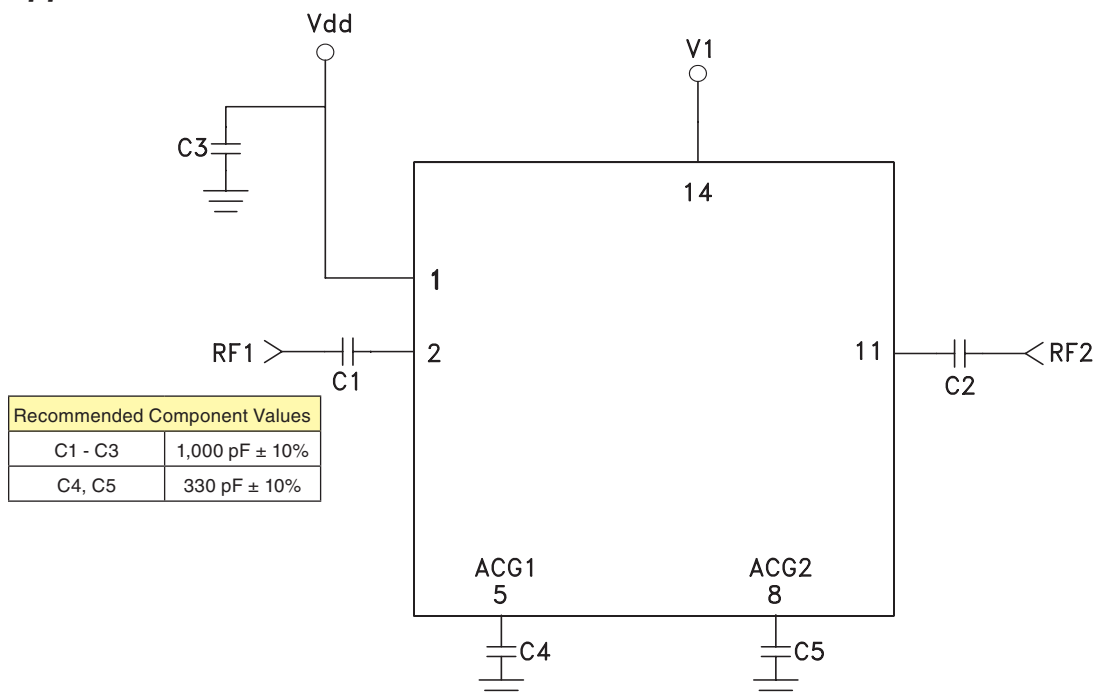 Vdd
V1
C3
14
1
RF1
2
11
RF2
C1
C2
Recommended Component Values
C1 - C3 1,000 pF ± 10%
C4, C5 330 pF ± 10%
ACG1
5
ACG2
8
C4
C5